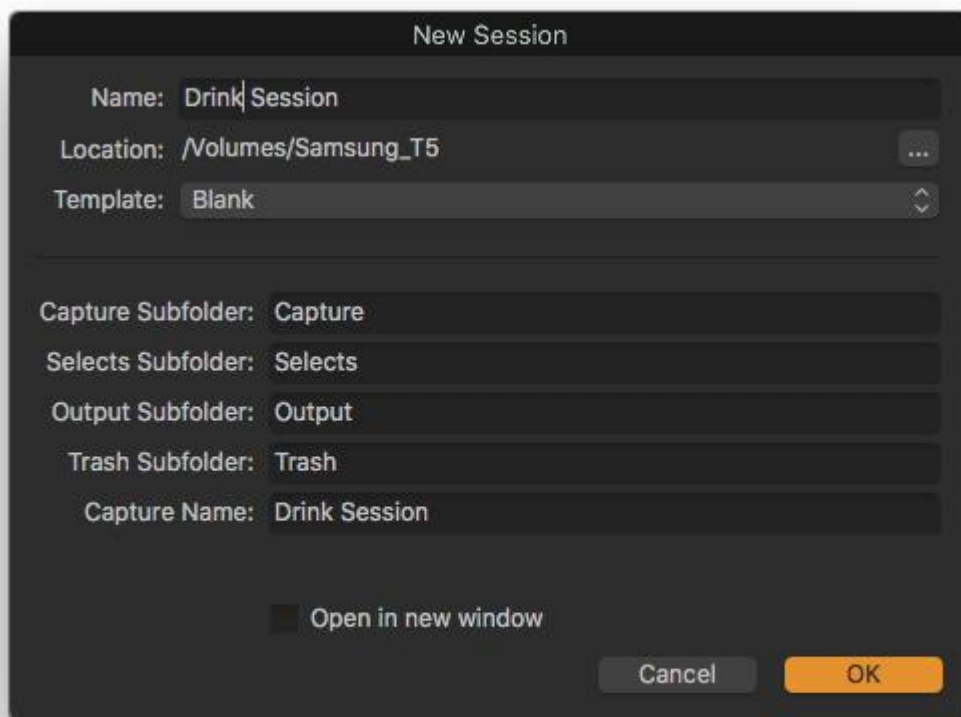 New Session
Name: Drink Session
Location: /Volumes/Samsung_T5 ...
Template: Blank
Capture Subfolder: Capture
Selects Subfolder: Selects
Output Subfolder: Output
Trash Subfolder: Trash
Capture Name: Drink Session
Open in new window
Cancel OK